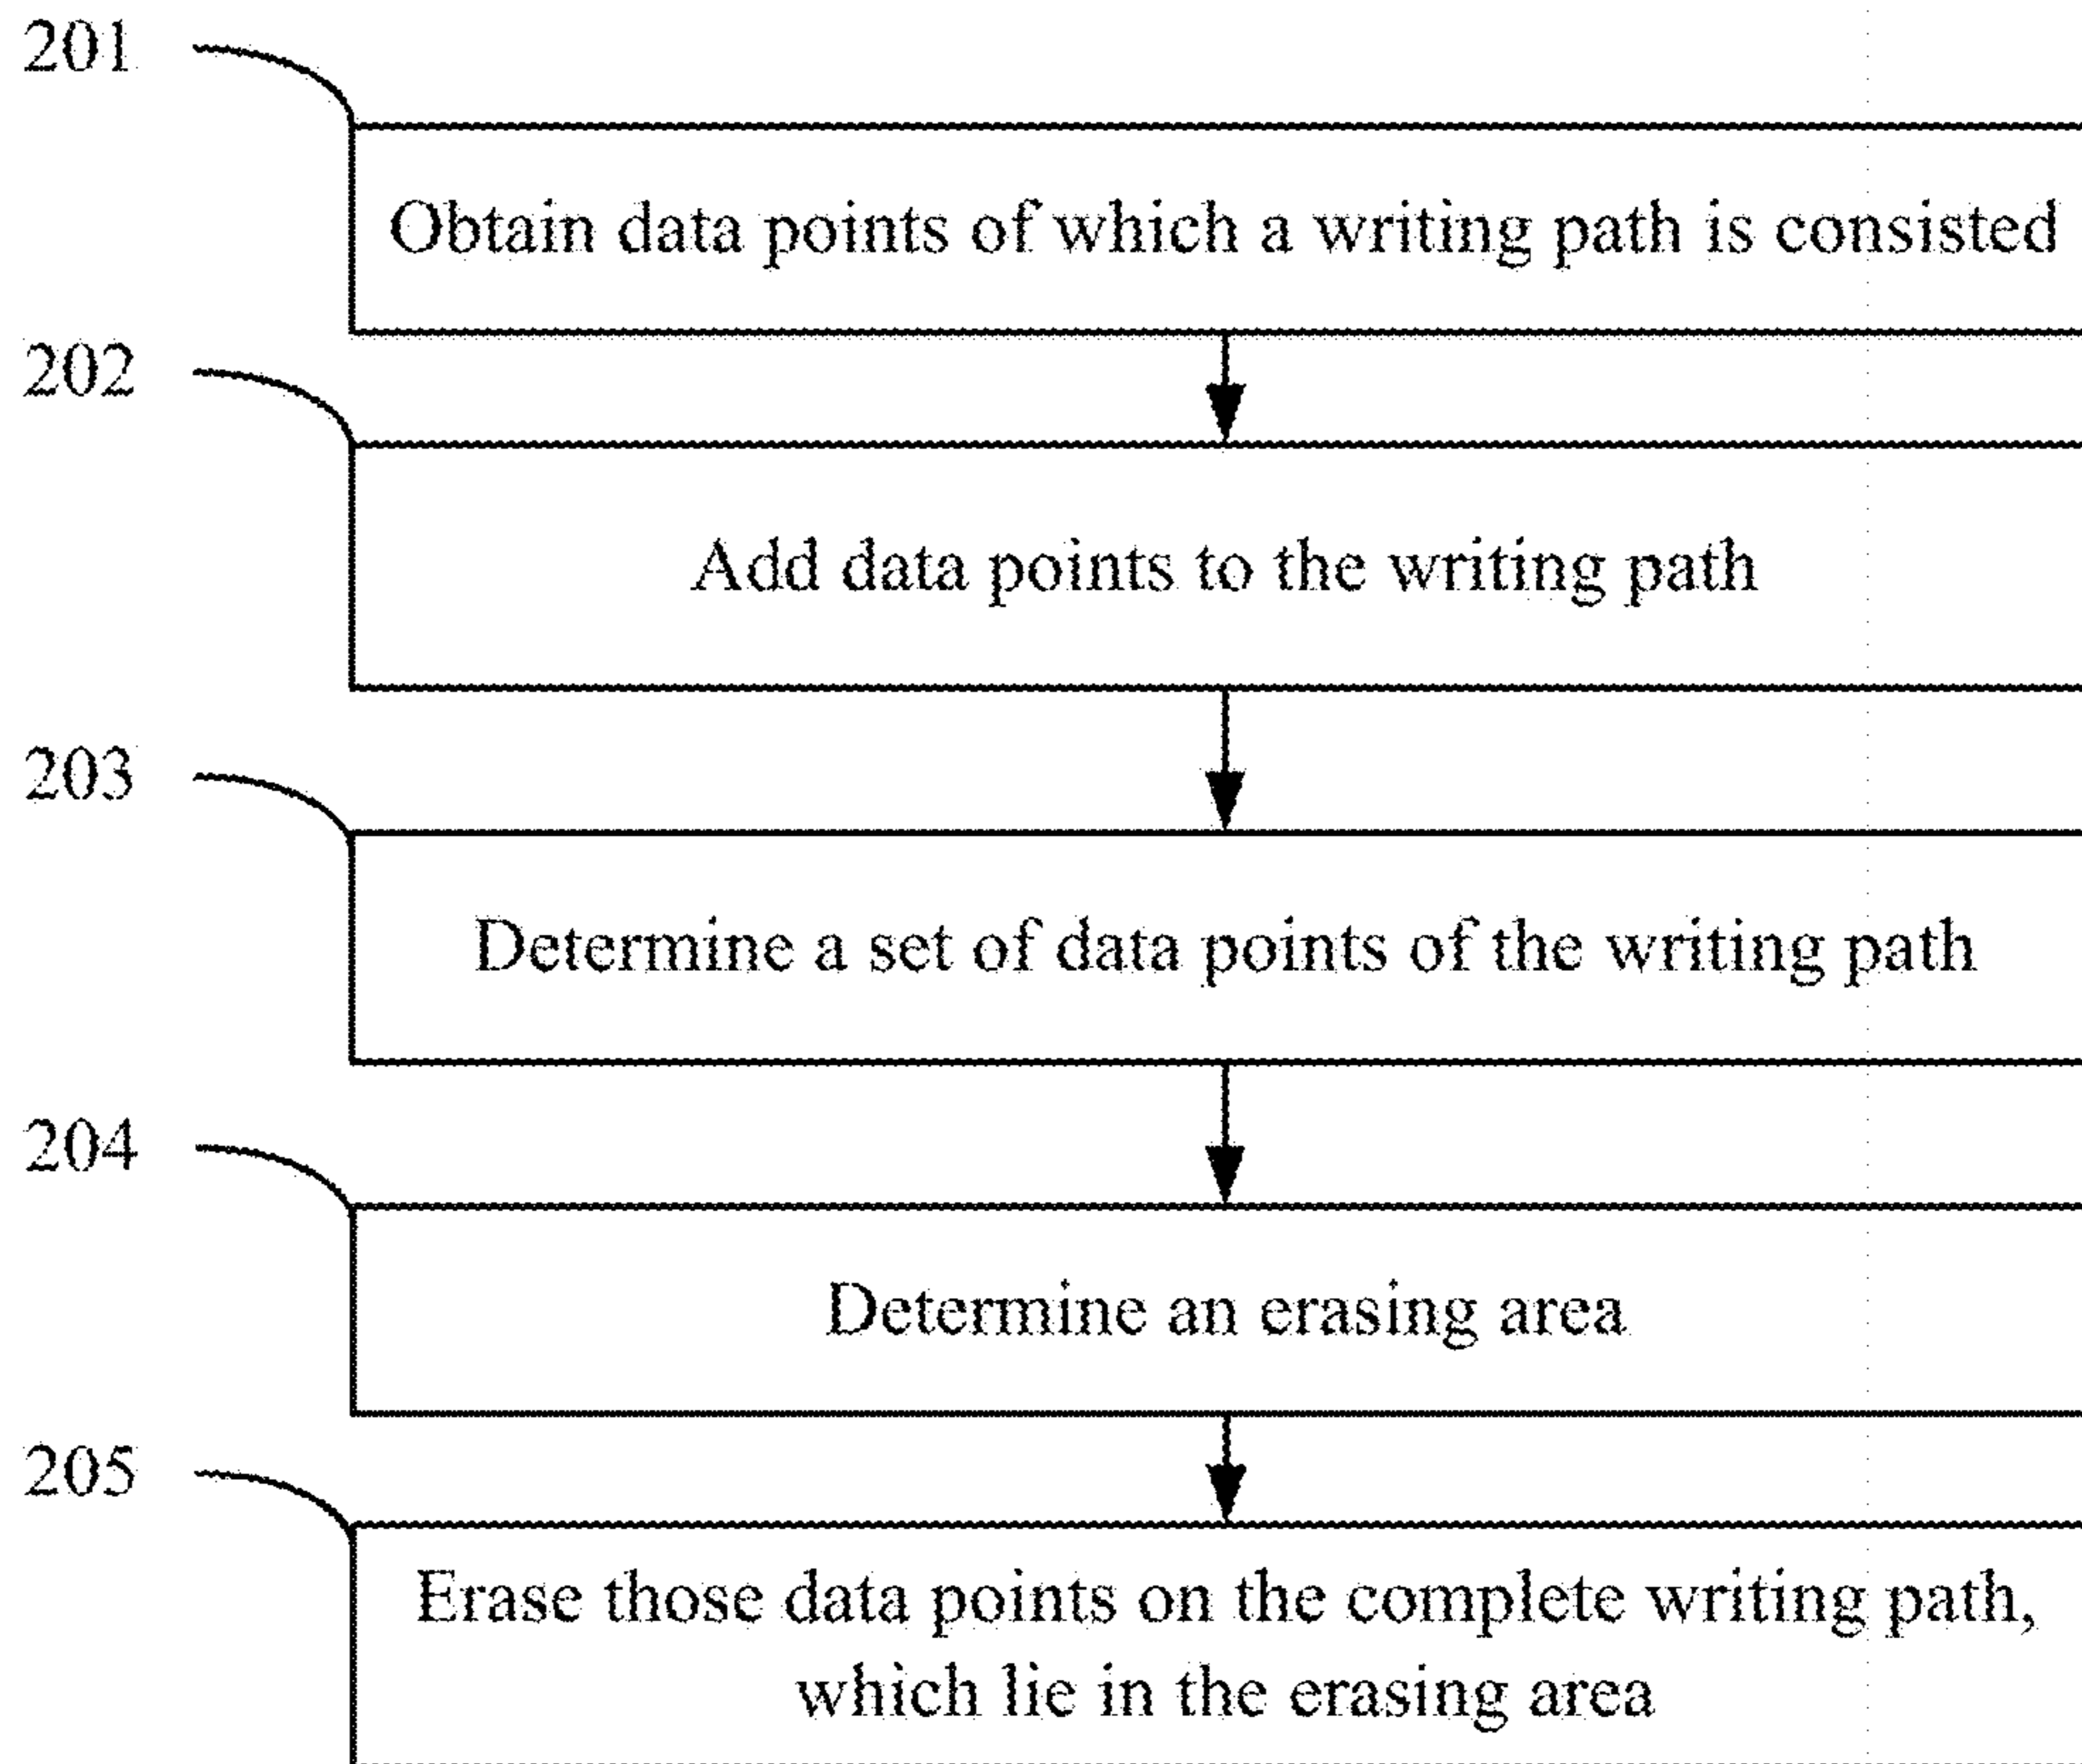 201
Obtain data points of which a writing path is consisted
202
Add data points to the writing path
203
Determine a set of data points of the writing path
204
Determine an erasing area
205
Erase those data points on the complete writing path,
which lie in the erasing area